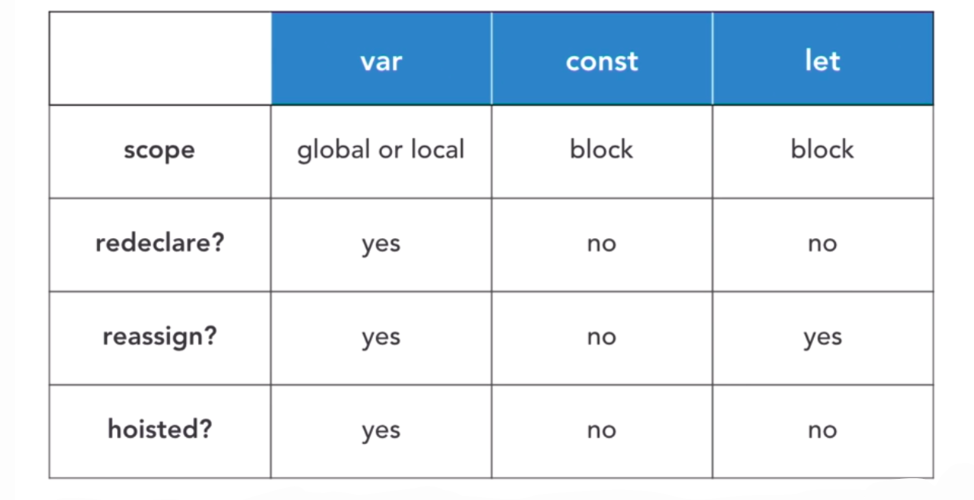 var const let
scope global or local block block
redeclare? yes no no
reassign? yes no yes
hoisted? yes no no